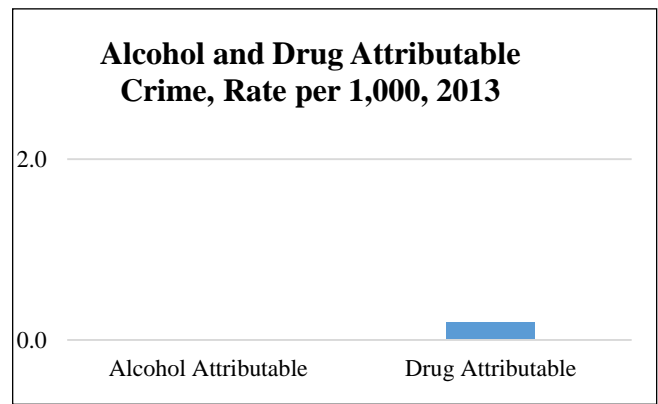 Alcohol and Drug Attributable
Crime, Rate per 1,000, 2013
2.0
0.0
Alcohol Attributable Drug Attributable